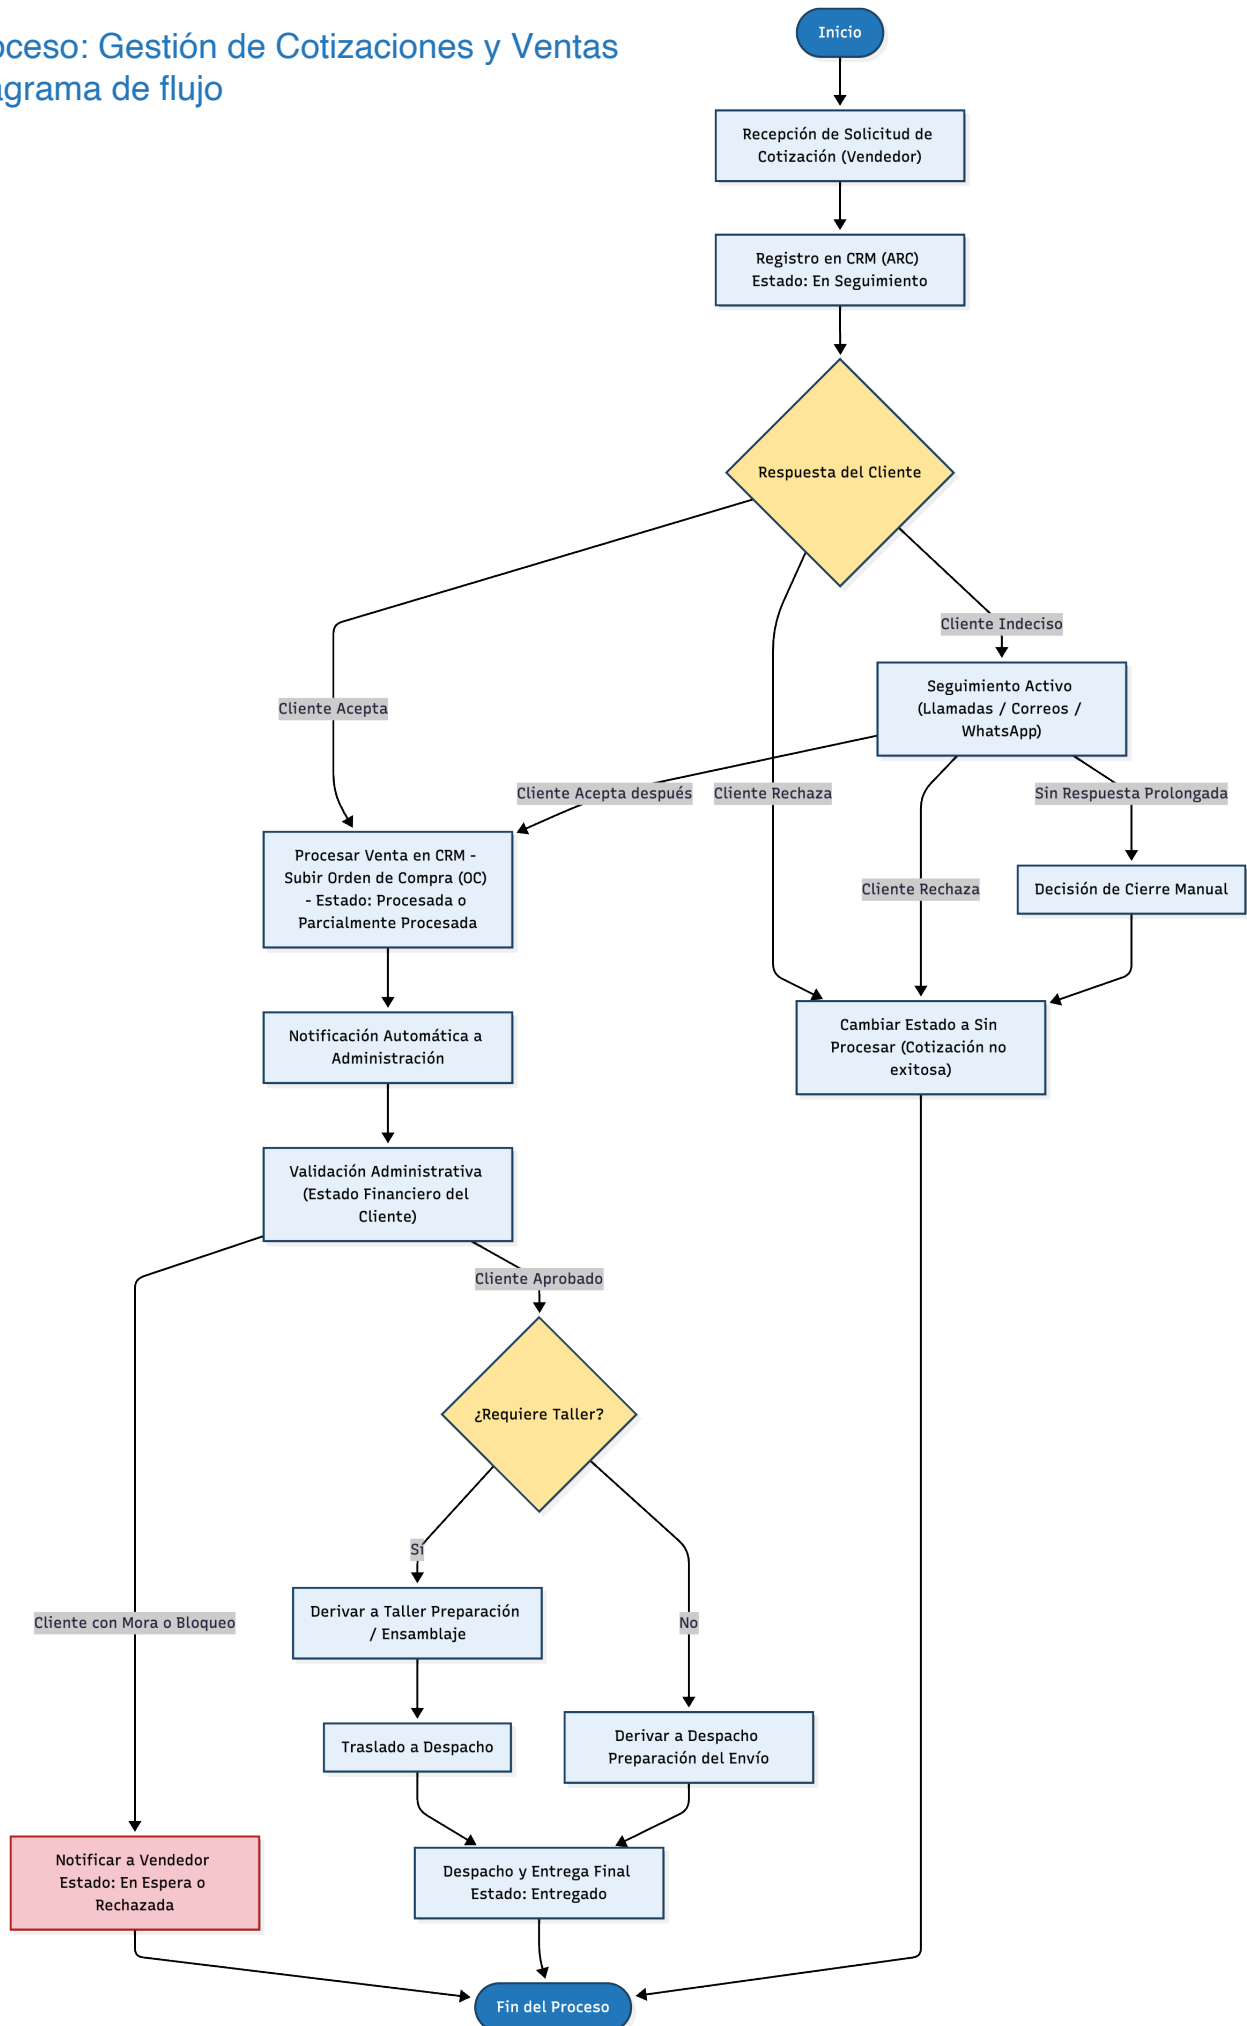 oceso: Gestión de Cotizaciones y Ventas
agrama de flujo
Inicio
Recepción de Solicitud de
Cotización (Vendedor)
Registro en CRM (ARC)
Estado: En Seguimiento
Respuesta del Cliente
Cliente Indeciso
Cliente Acepta
Seguimiento Activo
(Llamadas / Correos /
WhatsApp)
Cliente Acepta después
Cliente Rechaza
Sin Respuesta Prolongada
Procesar Venta en CRM -
Subir Orden de Compra (OC)
- Estado: Procesada o
Parcialmente Procesada
Cliente Rechaza
Decisión de Cierre Manual
Notificación Automática a
Administración
Cambiar Estado a Sin
Procesar (Cotización no
exitosa)
Validación Administrativa
(Estado Financiero del
Cliente)
Cliente Aprobado
¿Requiere Taller?
Sí
Cliente con Mora o Bloqueo
Derivar a Taller Preparación
/ Ensamblaje
No
Traslado a Despacho
Derivar a Despacho
Preparación del Envío
Notificar a Vendedor
Estado: En Espera o
Rechazada
Despacho y Entrega Final
Estado: Entregado
Fin del Proceso